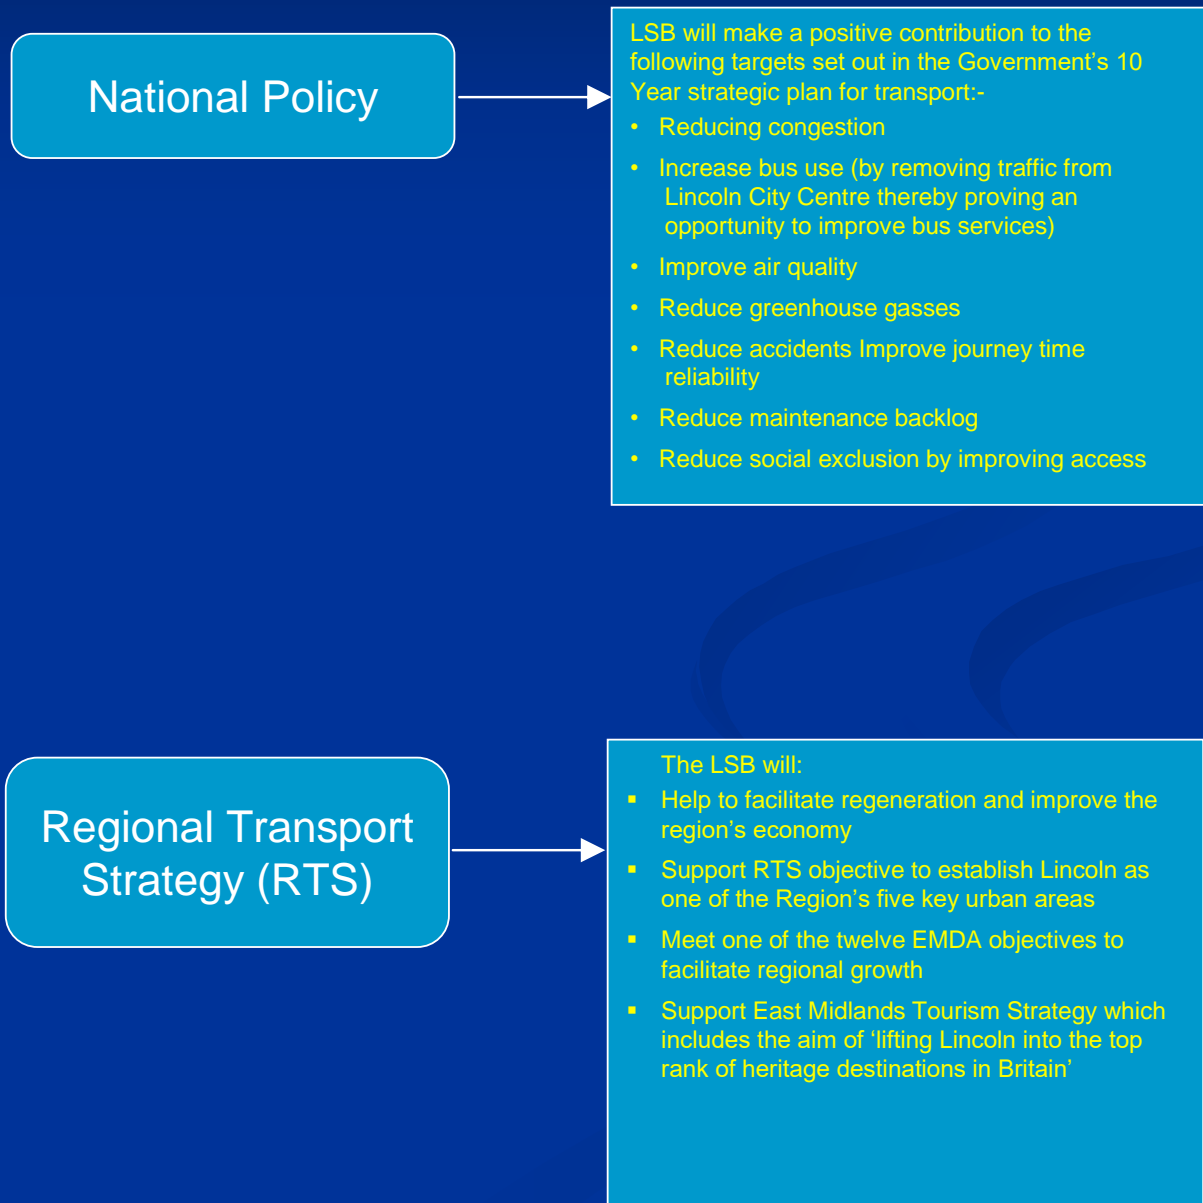 National Policy
LSB will make a positive contribution to the
following targets set out in the Government’s 10
Year strategic plan for transport:-
• Reducing congestion
• Increase bus use (by removing traffic from
Lincoln City Centre thereby proving an
opportunity to improve bus services)
• Improve air quality
• Reduce greenhouse gasses
• Reduce accidents Improve journey time
reliability
• Reduce maintenance backlog
• Reduce social exclusion by improving access
Regional Transport
Strategy (RTS)
The LSB will:
▪ Help to facilitate regeneration and improve the
region’s economy
▪ Support RTS objective to establish Lincoln as
one of the Region’s five key urban areas
▪ Meet one of the twelve EMDA objectives to
facilitate regional growth
▪ Support East Midlands Tourism Strategy which
includes the aim of ‘lifting Lincoln into the top
rank of heritage destinations in Britain’